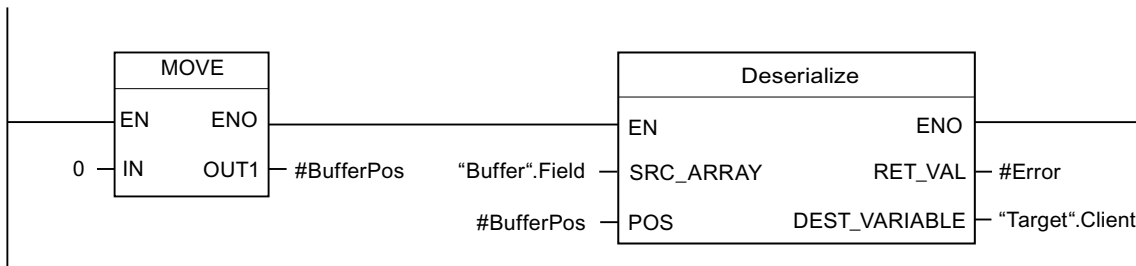 MOVE
Deserialize
EN ENO
EN ENO
0 IN OUT1 #BufferPos
“Buffer“.Field SRC_ARRAY RET_VAL #Error
#BufferPos POS DEST_VARIABLE “Target“.Client